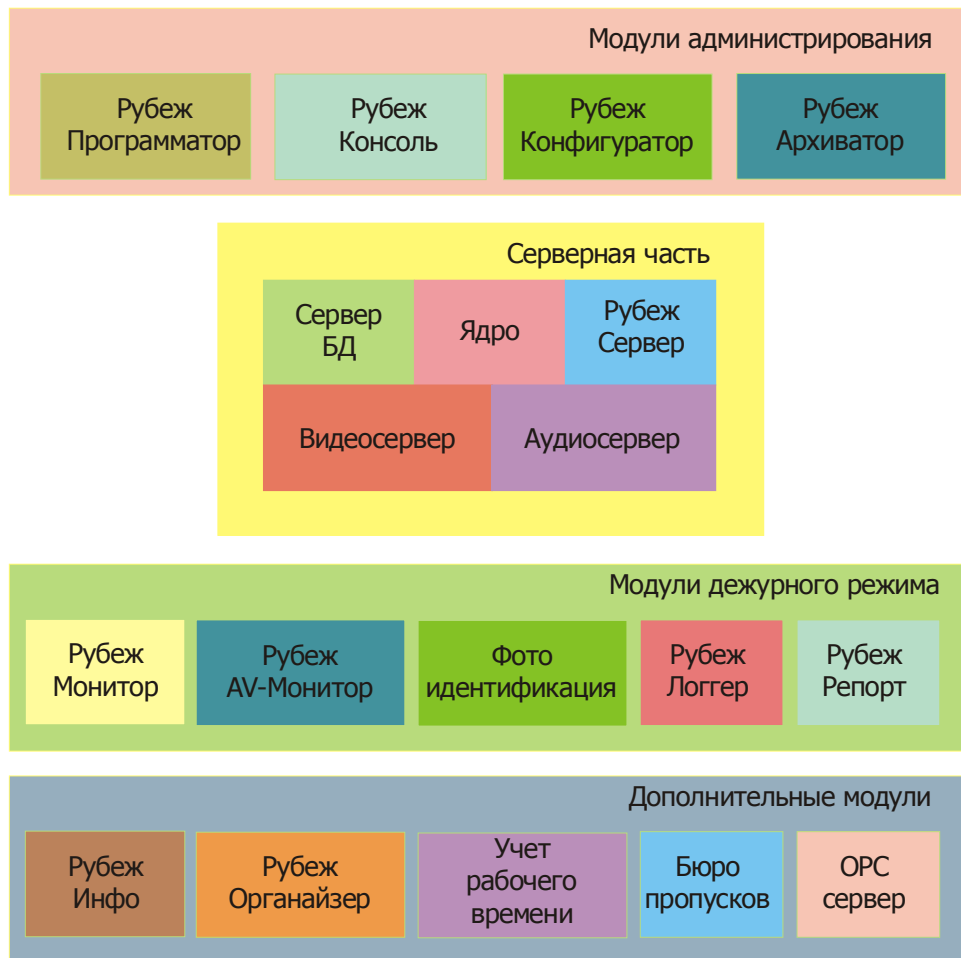 Модули администрирования
Рубеж
Программатор
Рубеж
Консоль
Рубеж
Конфигуратор
Рубеж
Архиватор
Серверная часть
Сервер
БД
Ядро
Рубеж
Сервер
Видеосервер
Аудиосервер
Модули дежурного режима
Рубеж
Монитор
Рубеж
AV-Монитор
Фото
идентификация
Рубеж
Логгер
Рубеж
Репорт
Дополнительные модули
Рубеж
Инфо
Рубеж
Органайзер
Учет
рабочего
времени
Бюро
пропусков
OPC
сервер